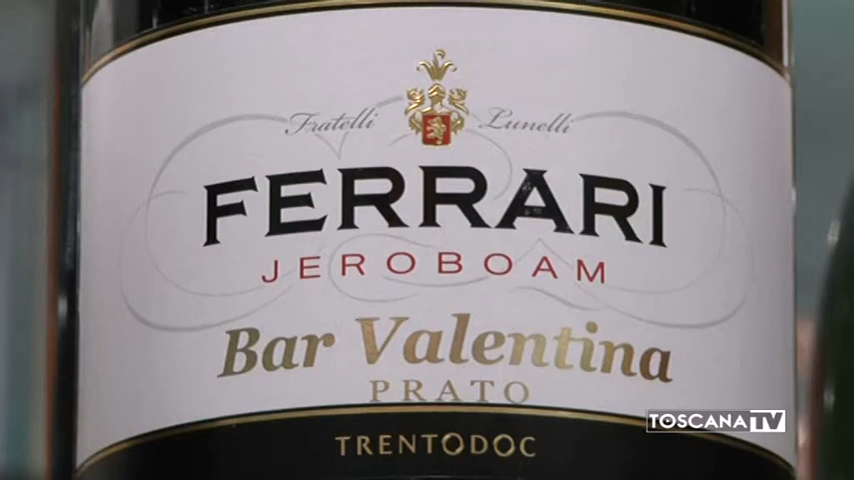 Fratelli Lunelli
FERRARI
JEROBOAM
Bar Valentina
PRATO
TRENTODOC
TOSCANA TV